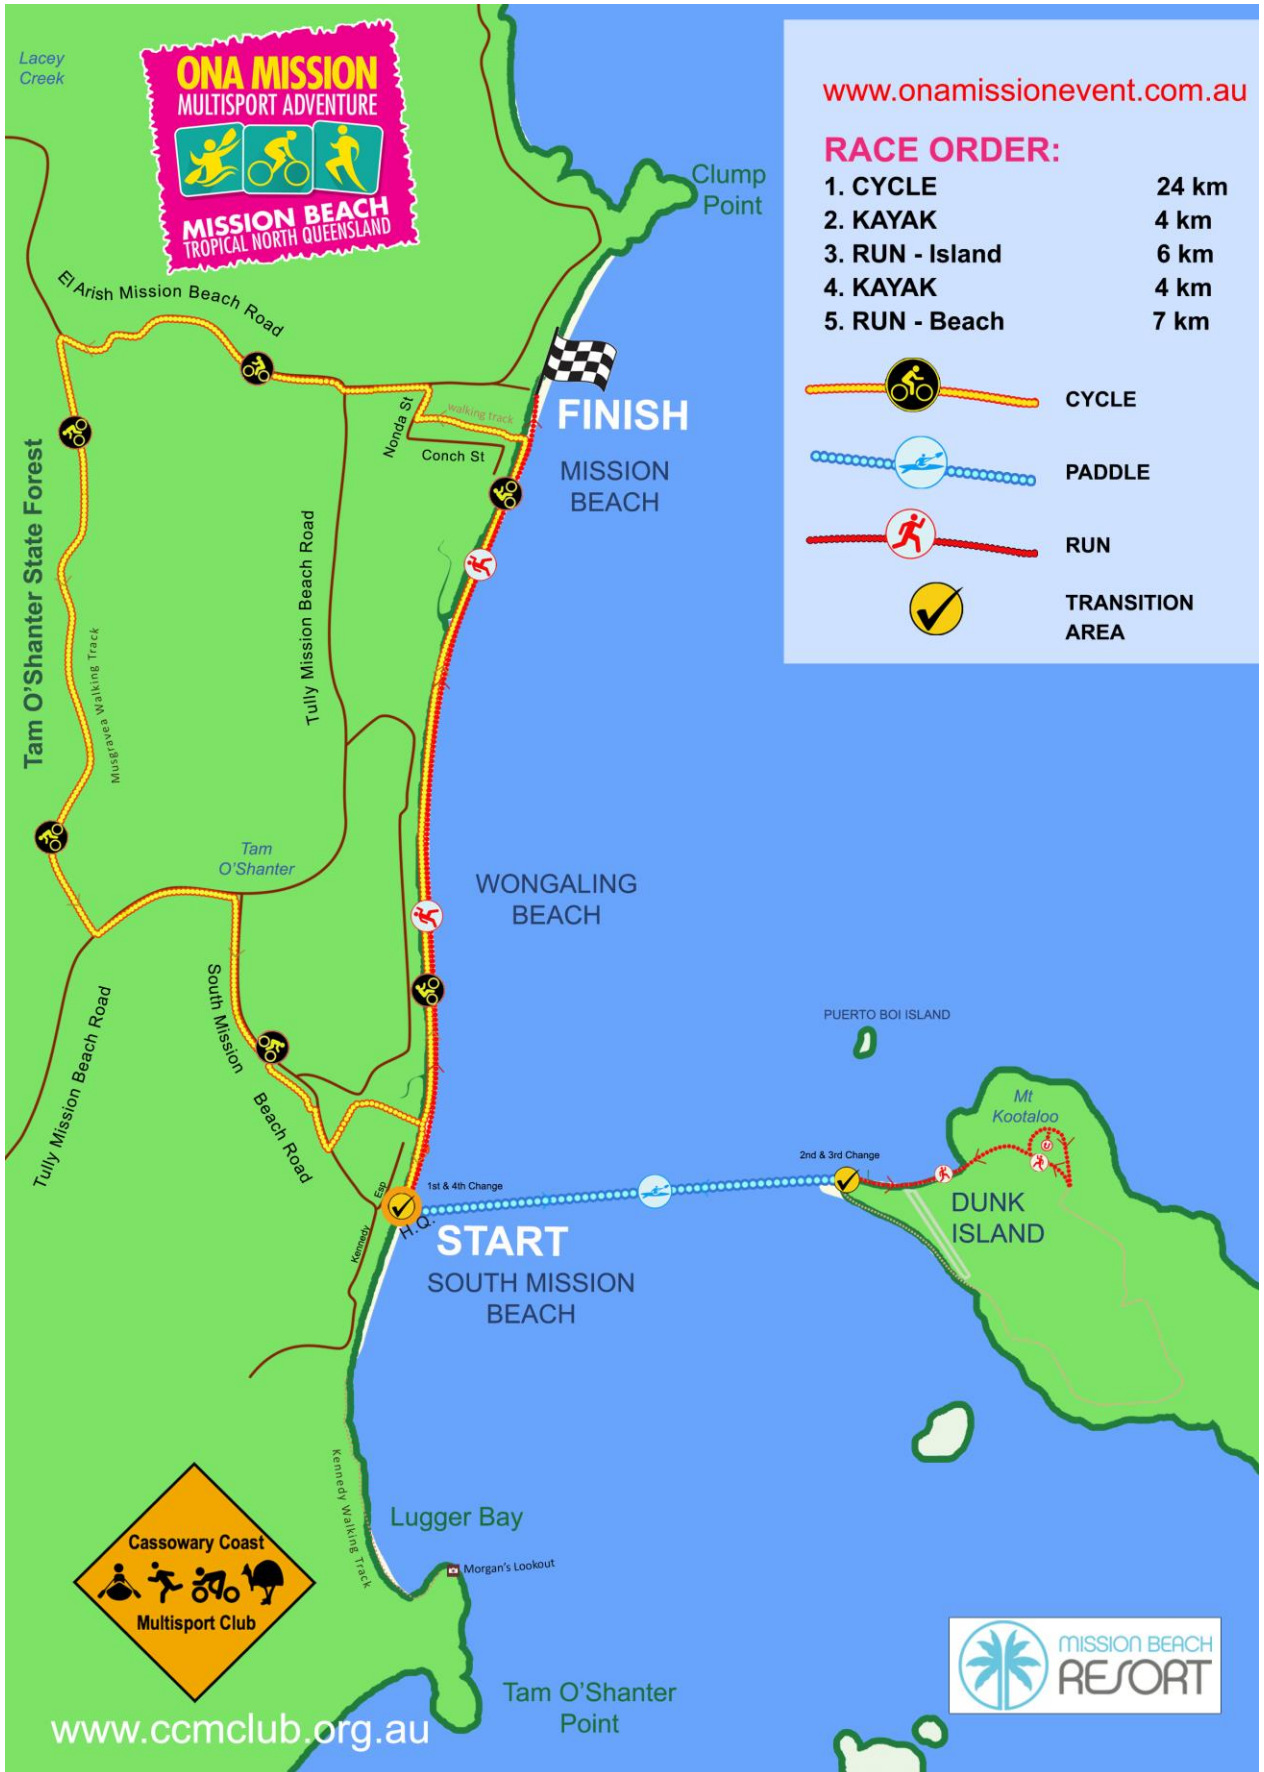 Lacey
Creek
ONA MISSION
MULTISPORT ADVENTURE
MISSION BEACH
TROPICAL NORTH QUEENSLAND
www.onamissionevent.com.au
RACE ORDER:
1. CYCLE 24 km
2. KAYAK 4 km
3. RUN - Island 6 km
4. KAYAK 4 km
5. RUN - Beach 7 km
CYCLE
PADDLE
RUN
TRANSITION
AREA
Clump
Point
El Arish Mission Beach Road
FINISH
MISSION
BEACH
walking track
Nonda St
Conch St
Tam O'Shanter State Forest
Musgravea Walking Track
Tully Mission Beach Road
Tam
O'Shanter
WONGALING
BEACH
South Mission
Beach Road
Tully Mission Beach Road
PUERTO BOI ISLAND
Mt
Kootaloo
2nd & 3rd Change
DUNK
ISLAND
Esp
Kennedy
1st & 4th Change
H.Q.
START
SOUTH MISSION
BEACH
Kennedy Walking Track
Lugger Bay
Morgan's Lookout
Tam O'Shanter
Point
Cassowary Coast
Multisport Club
www.ccmclub.org.au
MISSION BEACH
RESORT